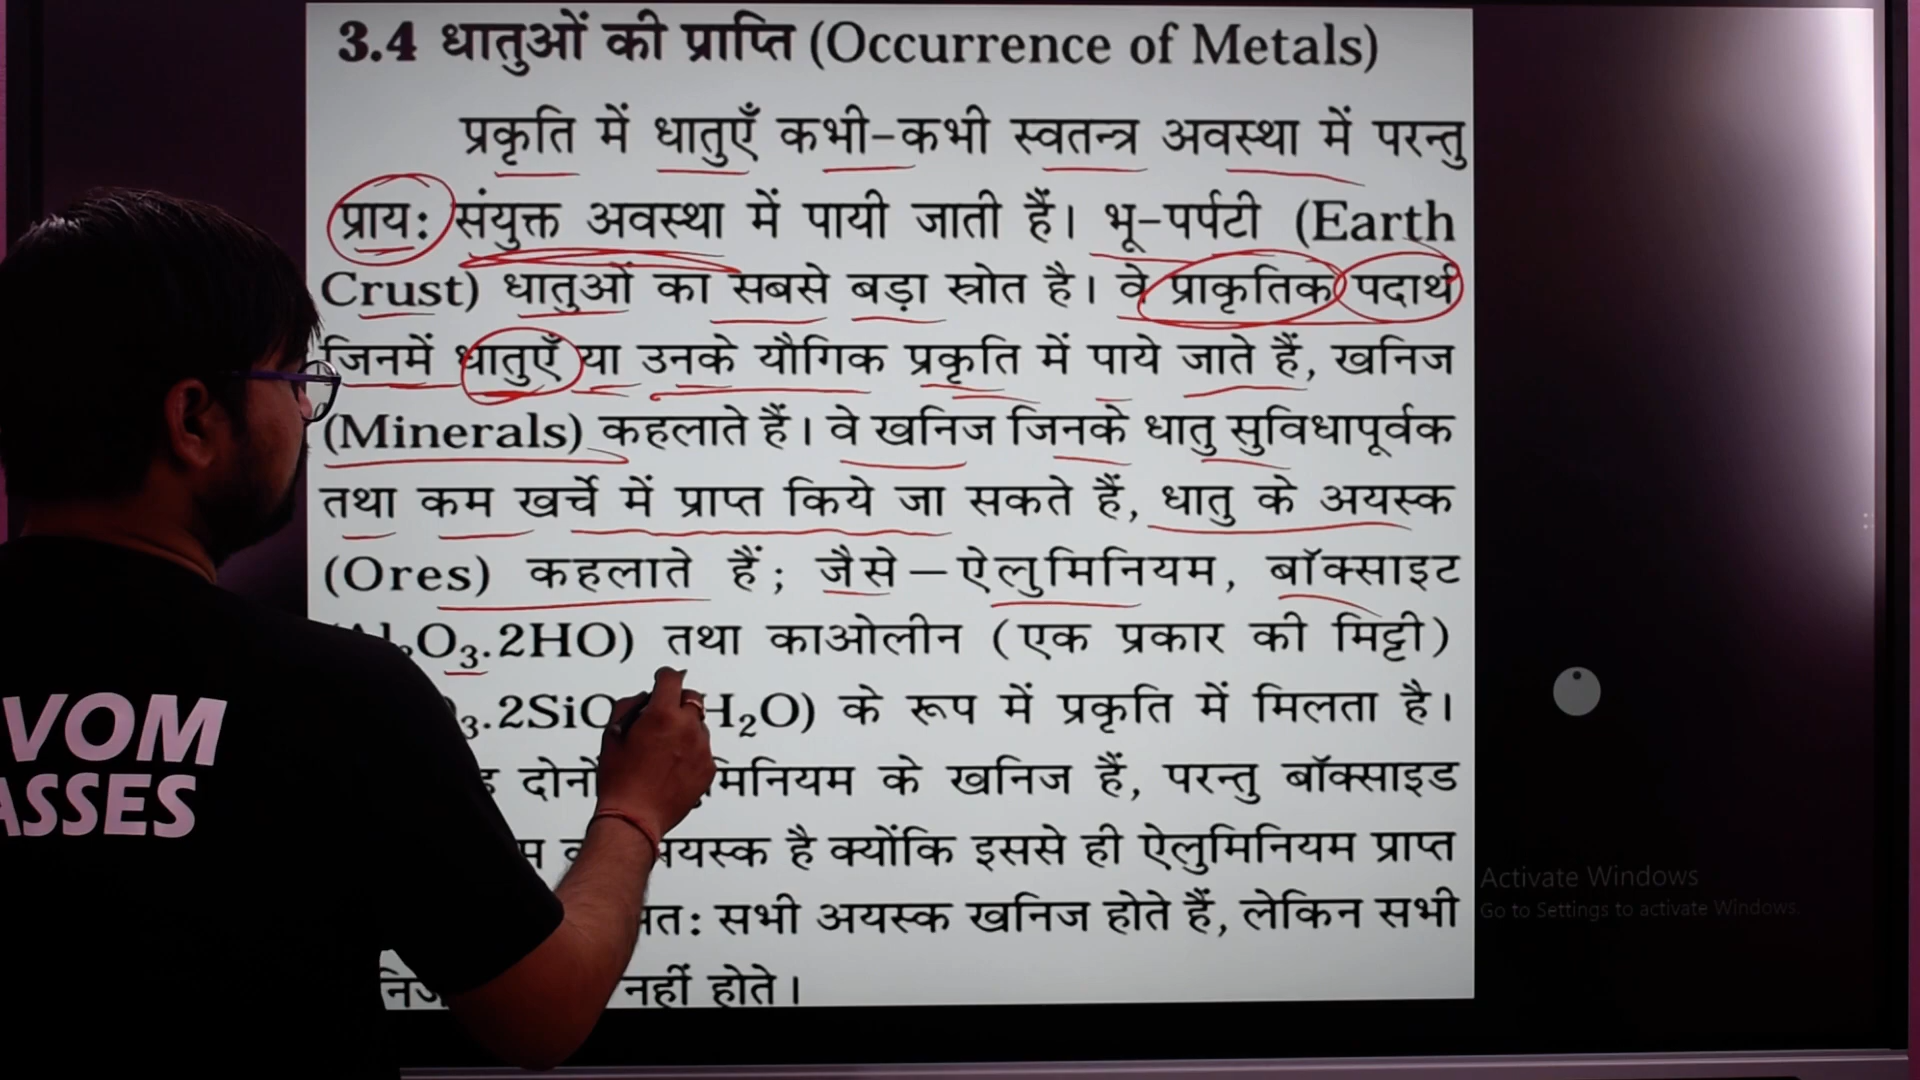 3.4 धातुओं की प्राप्ति (Occurrence of Metals)
प्रकृति में धातुएँ कभी-कभी स्वतन्त्र अवस्था में परन्तु
प्राय: संयुक्त अवस्था में पायी जाती हैं। भू-पर्पटी (Earth
Crust) धातुओं का सबसे बड़ा स्रोत है। वे प्राकृतिक पदार्थ
जिनमें धातुएँ या उनके यौगिक प्रकृति में पाये जाते हैं, खनिज
(Minerals) कहलाते हैं। वे खनिज जिनके धातु सुविधापूर्वक
तथा कम खर्चे में प्राप्त किये जा सकते हैं, धातु के अयस्क
(Ores) कहलाते हैं; जैसे—ऐलुमिनियम, बॉक्साइट
O₃.2HO) तथा काओलीन (एक प्रकार की मिट्टी)
₃.2SiO H₂O) के रूप में प्रकृति में मिलता है।
दोनों मिनियम के खनिज हैं, परन्तु बॉक्साइड
है क्योंकि इससे ही ऐलुमिनियम प्राप्त
सभी अयस्क खनिज होते हैं, लेकिन सभी
नहीं होते।
VOM
ASSES
Activate Windows
Go to Settings to activate Windows.